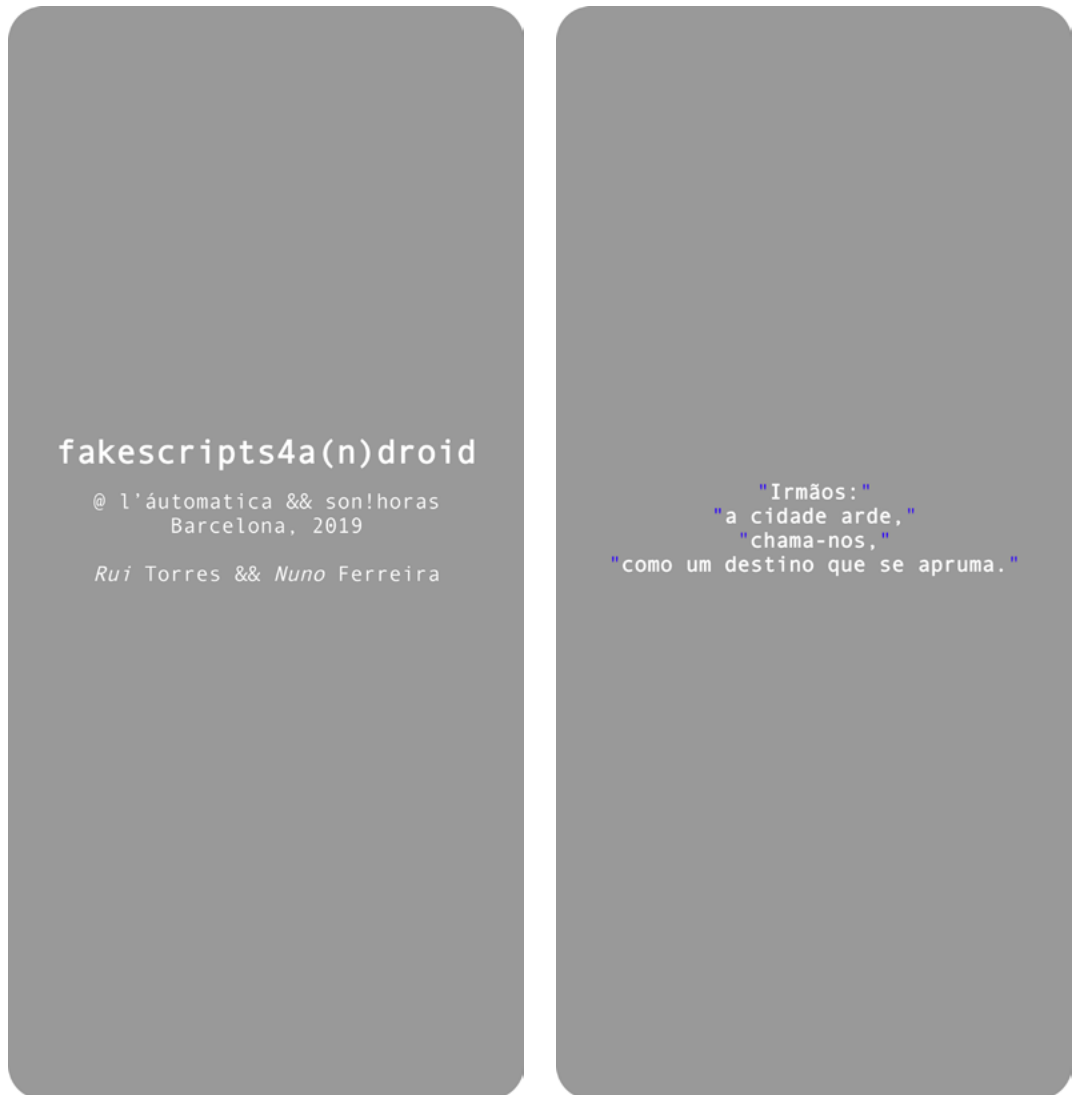 fakescripts4a(n)droid
@ l'áutomatica && son!horas
Barcelona, 2019
Rui Torres && Nuno Ferreira
"Irmãos:"
"a cidade arde,"
"chama-nos,"
"como um destino que se apruma."